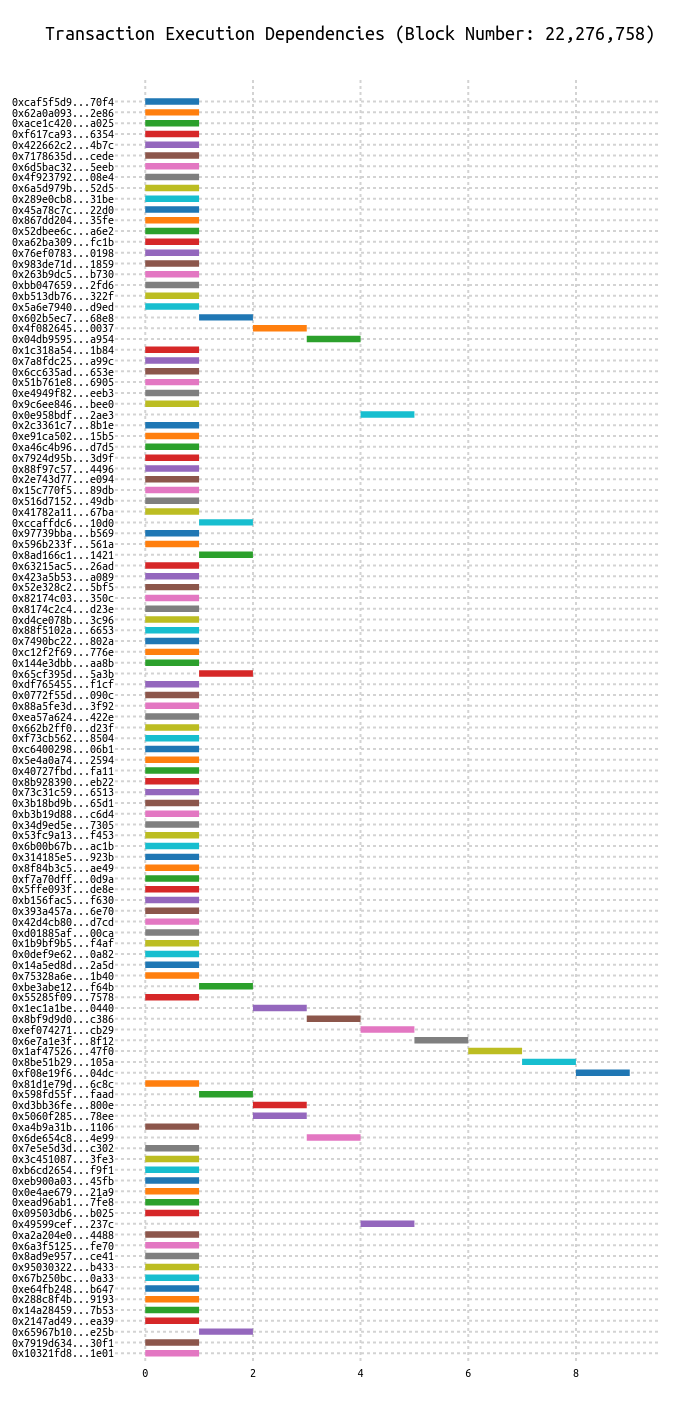 Transaction Execution Dependencies (Block Number: 22,276,758)
0xcaf5f5d9...70f4
0x62a0a093...2e86
0xace1c420...a025
0xf617ca93...6354
0x422662c2...4b7c
0x7178635d...cede
0x6d5bac32...5eeb
0x4f923792...08e4
0x6a5d979b...52d5
0x289e0cb8...31be
0x45a78c7c...22d0
0x867dd204...35fe
0x52dbee6c...a6e2
0xa62ba309...fc1b
0x76ef0783...0198
0x983de71d...1859
0x263b9dc5...b730
0xbb047659...2fd6
0xb513db76...322f
0x5a6e7940...d9ed
0x602b5ec7...68e8
0x4f082645...0037
0x04db9595...a954
0x1c318a54...1b84
0x7a8fdc25...a99c
0x6cc635ad...653e
0x51b761e8...6905
0xe4949f82...eeb3
0x9c6ee846...bee0
0x0e958bdf...2ae3
0x2c3361c7...8b1e
0xe91ca502...15b5
0xa46c4b96...d7d5
0x7924d95b...3d9f
0x88f97c57...4496
0x2e743d77...e094
0x15c770f5...89db
0x516d7152...49db
0x41782a11...67ba
0xccaffdc6...10d0
0x97739bba...b569
0x596b233f...561a
0x8ad166c1...1421
0x63215ac5...26ad
0x423a5b53...a089
0x52e328c2...5bf5
0x82174c03...350c
0x8174c2c4...d23e
0xd4ce078b...3c96
0x88f5102a...6653
0x7490bc22...802a
0xc12f2f69...776e
0x144e3dbb...aa8b
0x65cf395d...5a3b
0xdf765455...f1cf
0x0772f55d...090c
0x88a5fe3d...3f92
0xea57a624...422e
0x662b2ff0...d23f
0xf73cb562...8504
0xc6400298...06b1
0x5e4a0a74...2594
0x40727fbd...fa11
0x8b928390...eb22
0x73c31c59...6513
0x3b18bd9b...65d1
0xb3b19d88...c6d4
0x34d9ed5e...7305
0x53fc9a13...f453
0x6b00b67b...ac1b
0x314185e5...923b
0x8f84b3c5...ae49
0xf7a70dff...0d9a
0x5ffe093f...de8e
0xb156fac5...f630
0x393a457a...6e70
0x42d4cb80...d7cd
0xd01885af...00ca
0x1b9bf9b5...f4af
0x0def9e62...0a82
0x14a5ed8d...2a5d
0x75328a6e...1b40
0xbe3abe12...f64b
0x55285f09...7578
0x1ec1a1be...0440
0x8bf9d9d0...c386
0xef074271...cb29
0x6e7a1e3f...8f12
0x1af47526...47f0
0x8be51b29...105a
0xf08e19f6...04dc
0x81d1e79d...6c8c
0x598fd55f...faad
0xd3bb36fe...800e
0x5060f285...78ee
0xa4b9a31b...1106
0x6de654c8...4e99
0x7e5e5d3d...c302
0x3c451087...3fe3
0xb6cd2654...f9f1
0xeb900a03...45fb
0x0e4ae679...21a9
0xead96ab1...7fe8
0x09503db6...b025
0x49599cef...237c
0xa2a204e0...4488
0x6a3f5125...fe70
0x8ad9e957...ce41
0x95030322...b433
0x67b250bc...0a33
0xe64fb248...b647
0x288c8f4b...9193
0x14a28459...7b53
0x2147ad49...ea39
0x65967b10...e25b
0x7919d634...30f1
0x10321fd8...1e01
0 2 4 6 8